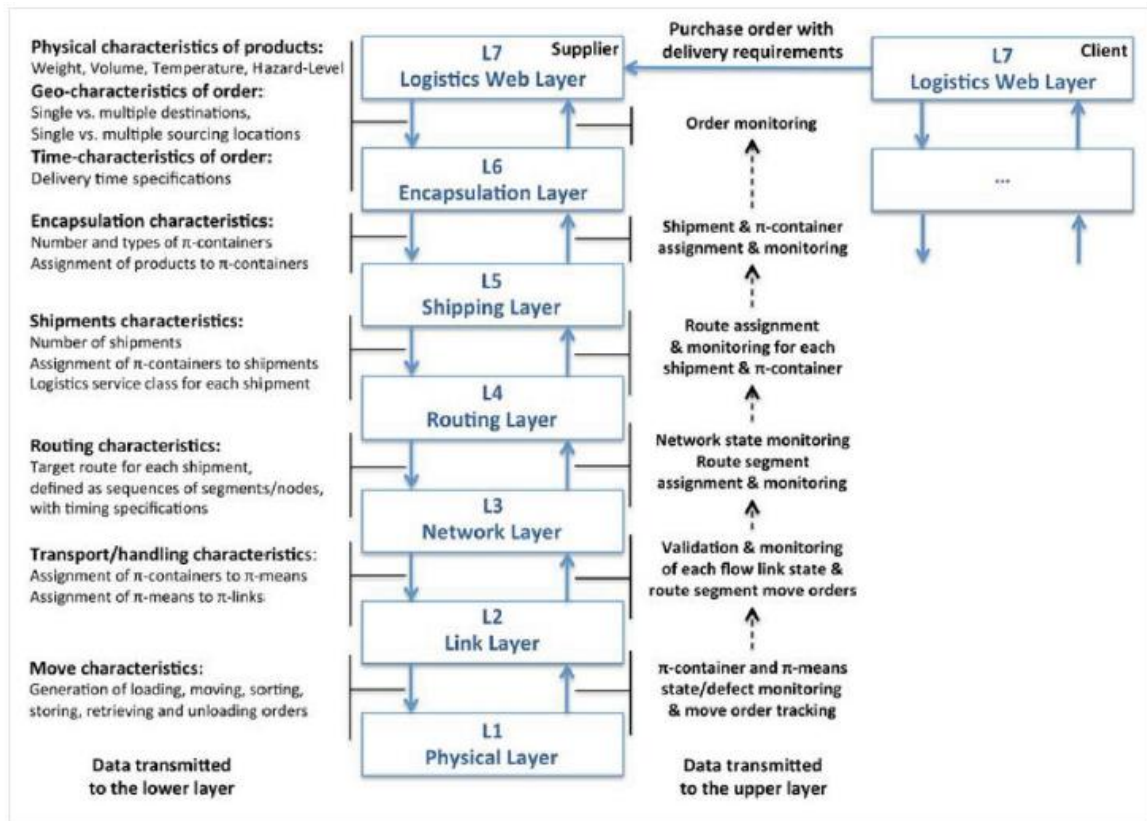 Physical characteristics of products:
Weight, Volume, Temperature, Hazard-Level
Geo-characteristics of order:
Single vs. multiple destinations,
Single vs. multiple sourcing locations
Time-characteristics of order:
Delivery time specifications
Encapsulation characteristics:
Number and types of π-containers
Assignment of products to π-containers
Shipments characteristics:
Number of shipments
Assignment of π-containers to shipments
Logistics service class for each shipment
Routing characteristics:
Target route for each shipment,
defined as sequences of segments/nodes,
with timing specifications
Transport/handling characteristics:
Assignment of π-containers to π-means
Assignment of π-means to π-links
Move characteristics:
Generation of loading, moving, sorting,
storing, retrieving and unloading orders
Data transmitted
to the lower layer
L7 Supplier
Logistics Web Layer
L6
Encapsulation Layer
L5
Shipping Layer
L4
Routing Layer
L3
Network Layer
L2
Link Layer
L1
Physical Layer
Purchase order with
delivery requirements
Order monitoring
Shipment & π-container
assignment & monitoring
Route assignment
& monitoring for each
shipment & π-container
Network state monitoring
Route segment
assignment & monitoring
Validation & monitoring
of each flow link state &
route segment move orders
π-container and π-means
state/defect monitoring
& move order tracking
Data transmitted
to the upper layer
L7 Client
Logistics Web Layer
...